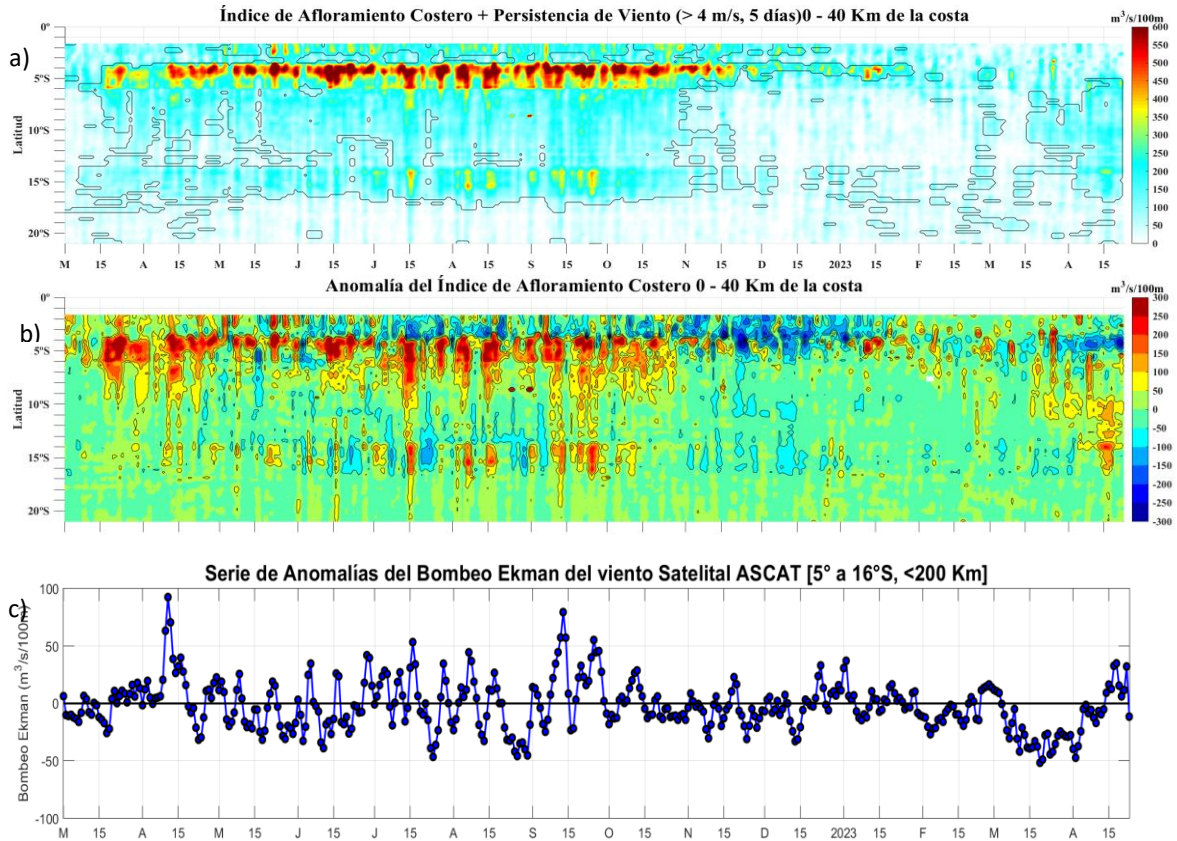 Índice de Afloramiento Costero + Persistencia de Viento (> 4 m/s, 5 días)0 - 40 Km de la costa
m³/s/100m
a)
0°
5°S
10°S
15°S
20°S
Latitud
600
550
500
450
400
350
300
250
200
150
100
50
0
M 15 A 15 M 15 J 15 J 15 A 15 S 15 O 15 N 15 D 15 2023 15 F 15 M 15 A 15
Anomalía del Índice de Afloramiento Costero 0 - 40 Km de la costa
m³/s/100m
b)
0°
5°S
10°S
15°S
20°S
Latitud
300
250
200
150
100
50
0
-50
-100
-150
-200
-250
-300
Serie de Anomalías del Bombeo Ekman del viento Satelital ASCAT [5° a 16°S, <200 Km]
c)
100
50
0
-50
-100
Bombeo Ekman (m³/s/100m)
M 15 A 15 M 15 J 15 J 15 A 15 S 15 O 15 N 15 D 15 2023 15 F 15 M 15 A 15